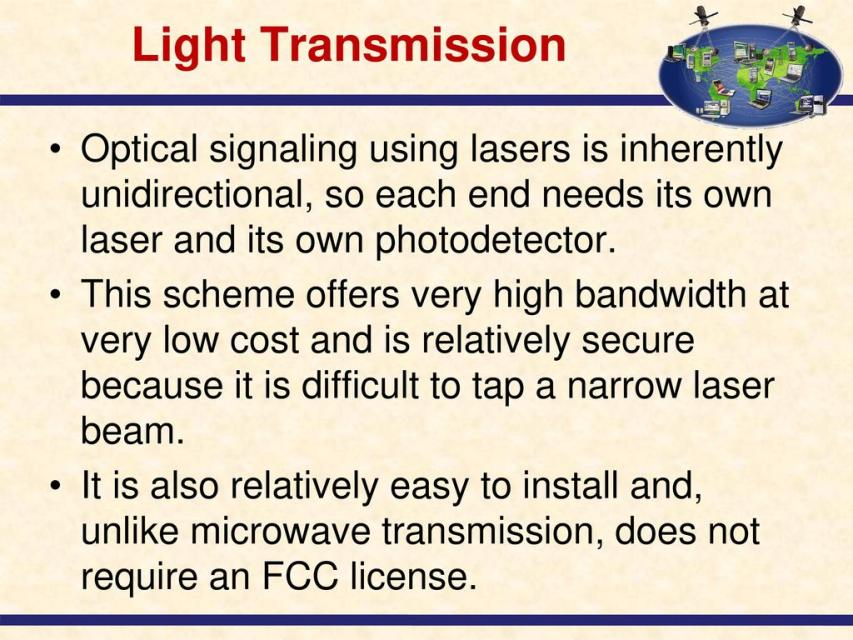 Light Transmission
• Optical signaling using lasers is inherently
unidirectional, so each end needs its own
laser and its own photodetector.
• This scheme offers very high bandwidth at
very low cost and is relatively secure
because it is difficult to tap a narrow laser
beam.
• It is also relatively easy to install and,
unlike microwave transmission, does not
require an FCC license.